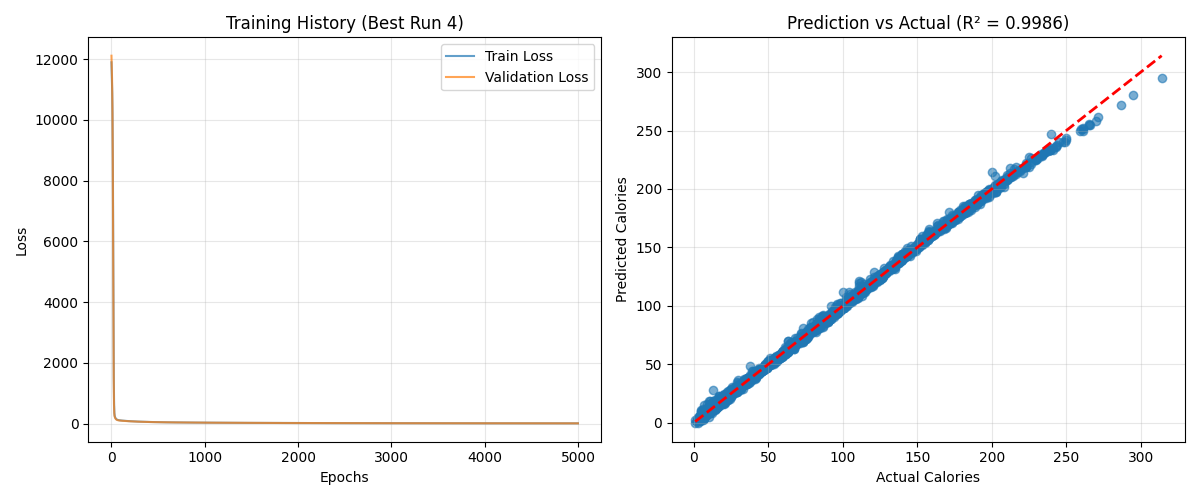 Training History (Best Run 4)
Train Loss
Validation Loss
12000
10000
8000
6000
4000
2000
0
Loss
0 1000 2000 3000 4000 5000
Epochs
Prediction vs Actual (R² = 0.9986)
300
250
200
150
100
50
0
Predicted Calories
0 50 100 150 200 250 300
Actual Calories